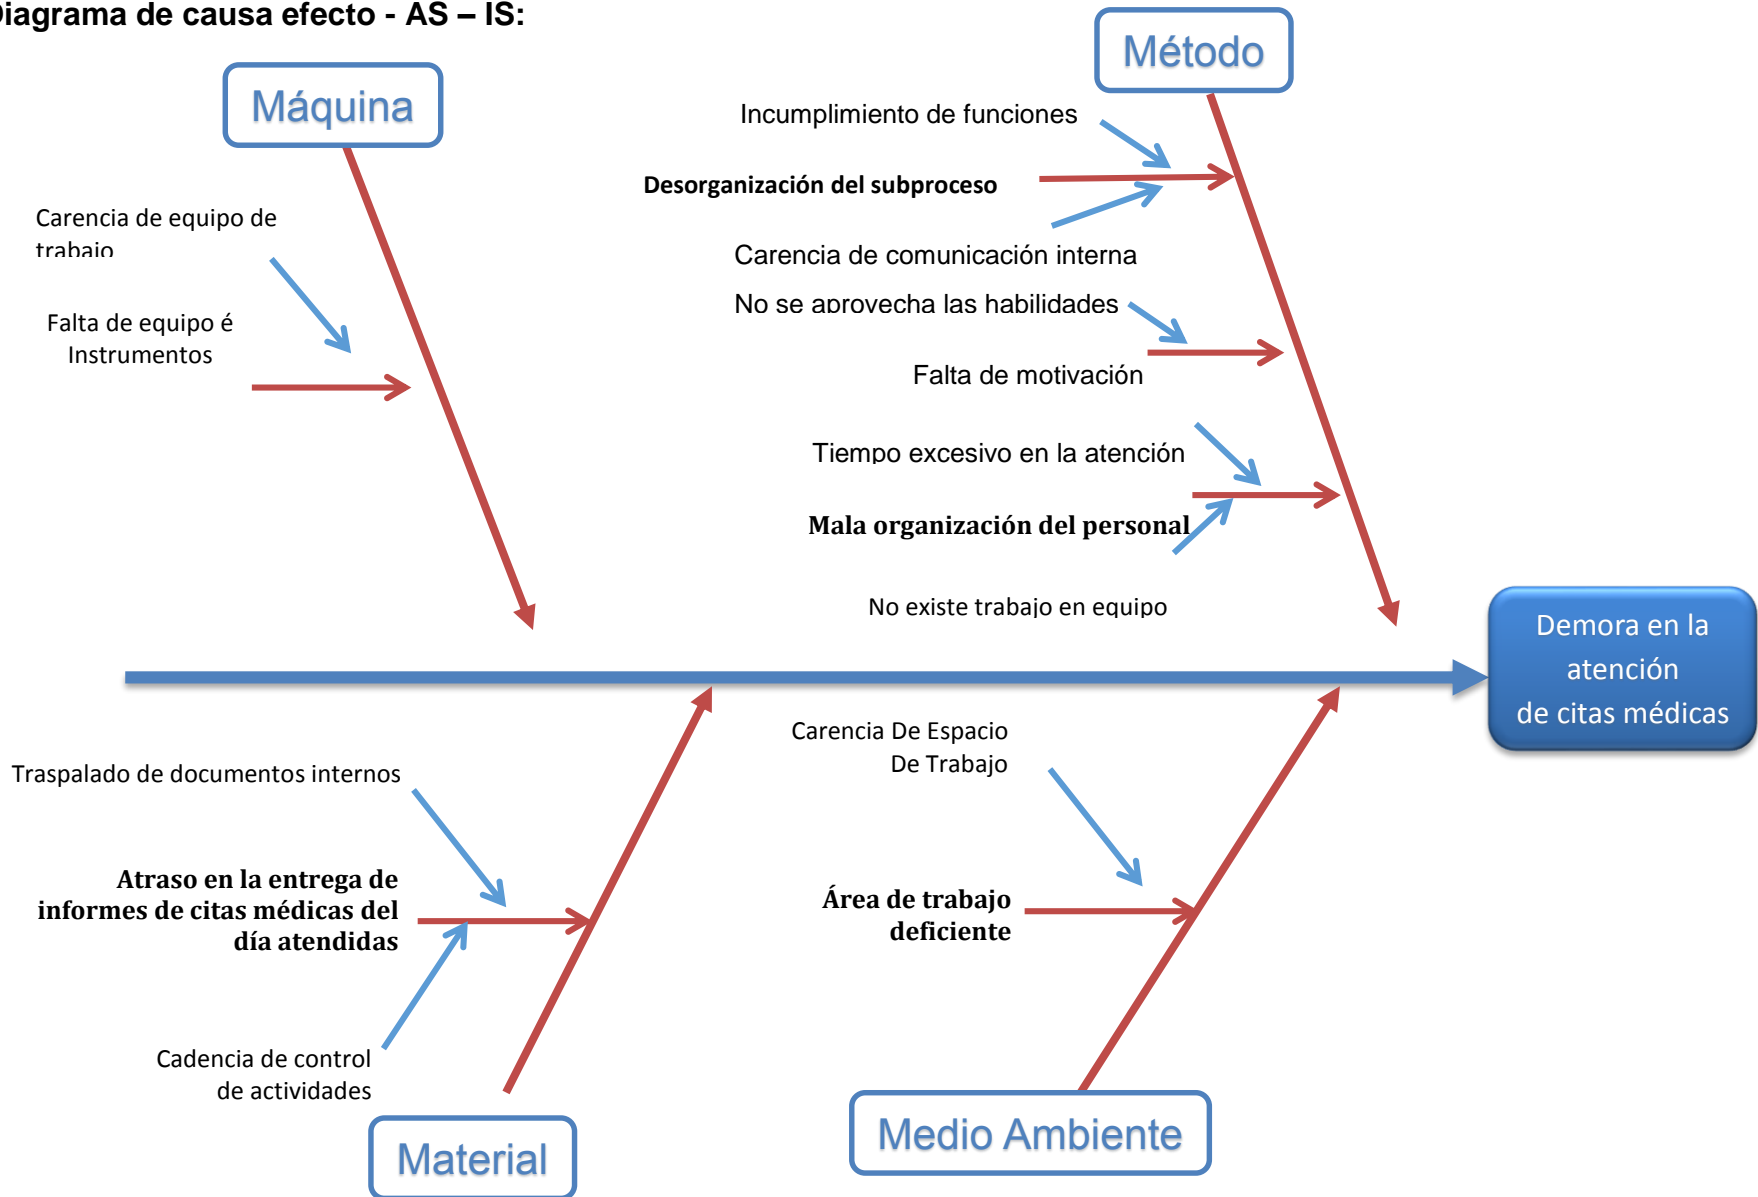 Diagrama de causa efecto - AS – IS:
Método
Máquina
Incumplimiento de funciones
Desorganización del subproceso
Carencia de equipo de
trabajo
Carencia de comunicación interna
No se aprovecha las habilidades
Falta de equipo é
Instrumentos
Falta de motivación
Tiempo excesivo en la atención
Mala organización del personal
No existe trabajo en equipo
Demora en la
atención
de citas médicas
Carencia De Espacio
De Trabajo
Traspalado de documentos internos
Atraso en la entrega de
informes de citas médicas del
día atendidas
Área de trabajo
deficiente
Cadencia de control
de actividades
Material
Medio Ambiente